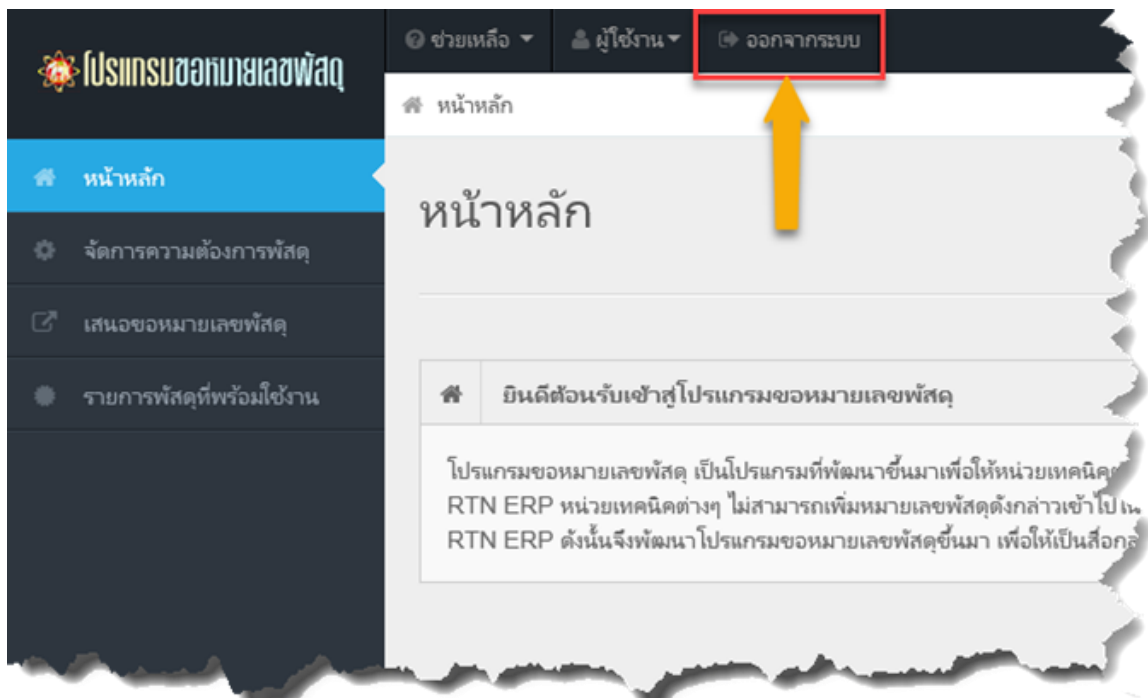 โปรแกรมขอหมายเลขพัสดุ
ช่วยเหลือ
ผู้ใช้งาน
ออกจากระบบ
หน้าหลัก
หน้าหลัก
จัดการความต้องการพัสดุ
เสนอขอหมายเลขพัสดุ
รายการพัสดุที่พร้อมใช้งาน
หน้าหลัก
ยินดีต้อนรับเข้าสู่โปรแกรมขอหมายเลขพัสดุ
โปรแกรมขอหมายเลขพัสดุ เป็นโปรแกรมที่พัฒนาขึ้นมาเพื่อให้หน่วยเทคนิค
RTN ERP หน่วยเทคนิคต่างๆ ไม่สามารถเพิ่มหมายเลขพัสดุดังกล่าวเข้าไป
RTN ERP ดังนั้นจึงพัฒนาโปรแกรมขอหมายเลขพัสดุขึ้นมา เพื่อให้เป็นสื่อ